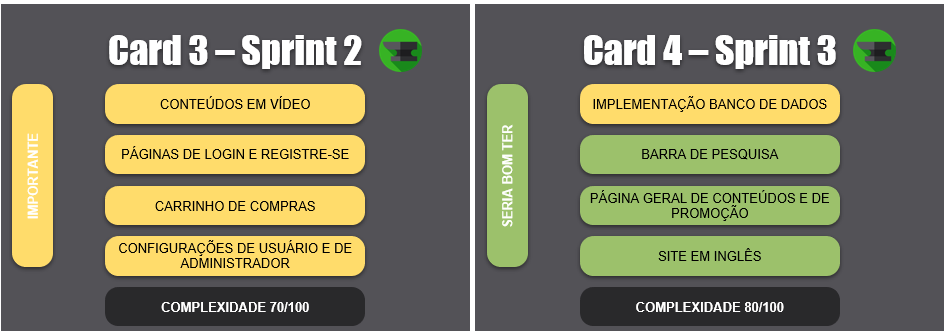 Card 3 – Sprint 2
IMPORTANTE
CONTEÚDOS EM VÍDEO
PÁGINAS DE LOGIN E REGISTRE-SE
CARRINHO DE COMPRAS
CONFIGURAÇÕES DE USUÁRIO E DE
ADMINISTRADOR
COMPLEXIDADE 70/100
Card 4 – Sprint 3
SERIA BOM TER
IMPLEMENTAÇÃO BANCO DE DADOS
BARRA DE PESQUISA
PÁGINA GERAL DE CONTEÚDOS E DE
PROMOÇÃO
SITE EM INGLÊS
COMPLEXIDADE 80/100